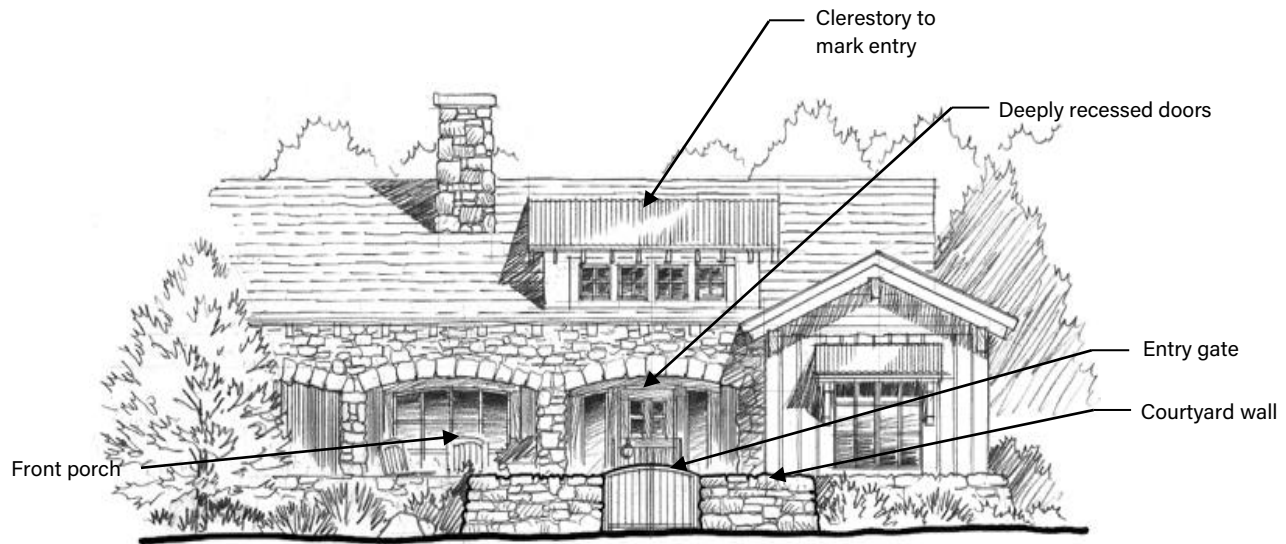 Clerestory to
mark entry
Deeply recessed doors
Entry gate
Courtyard wall
Front porch